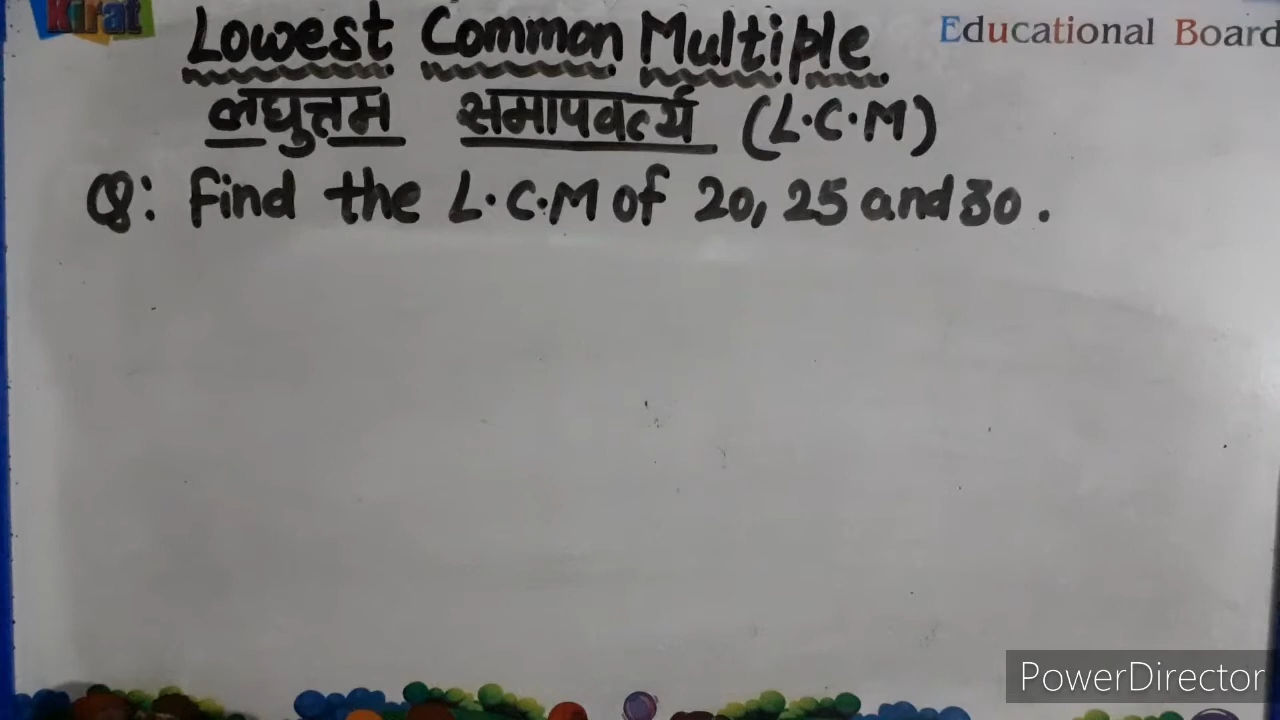 Kirat
Educational Board
Lowest Common Multiple
लघुत्तम समापवर्त्य (L.C.M)
Q: Find the L.C.M of 20, 25 and 30.
PowerDirector